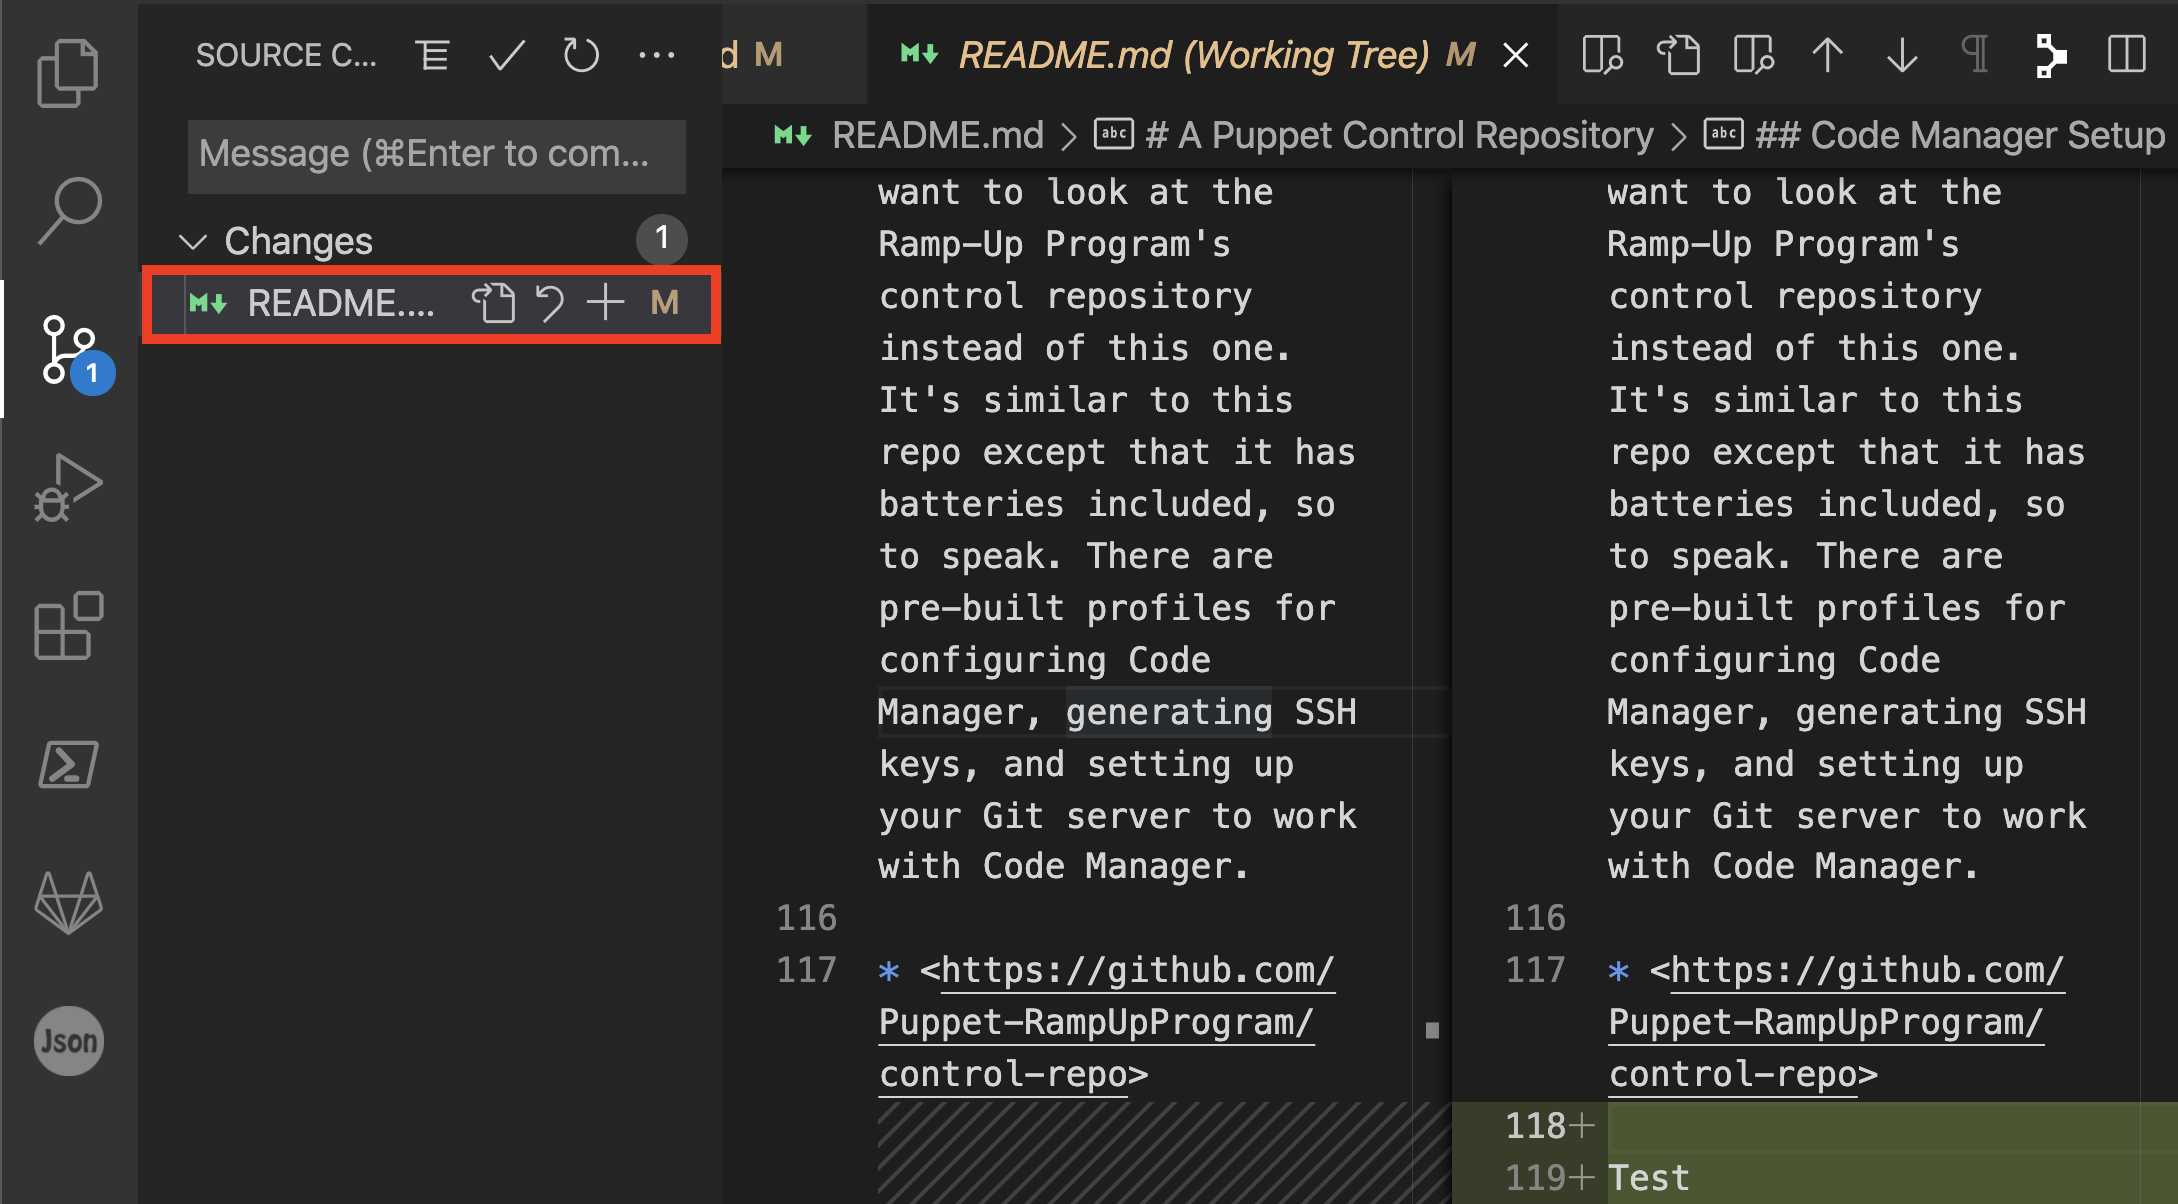 SOURCE C...
Message (⌘Enter to com...
Changes
1
README....
M
1
Json
d M
README.md (Working Tree) M
README.md > # A Puppet Control Repository > ## Code Manager Setup
want to look at the
Ramp-Up Program's
control repository
instead of this one.
It's similar to this
repo except that it has
batteries included, so
to speak. There are
pre-built profiles for
configuring Code
Manager, generating SSH
keys, and setting up
your Git server to work
with Code Manager.
116
117 * <https://github.com/
Puppet-RampUpProgram/
control-repo>
want to look at the
Ramp-Up Program's
control repository
instead of this one.
It's similar to this
repo except that it has
batteries included, so
to speak. There are
pre-built profiles for
configuring Code
Manager, generating SSH
keys, and setting up
your Git server to work
with Code Manager.
116
117 * <https://github.com/
Puppet-RampUpProgram/
control-repo>
118+
119+ Test